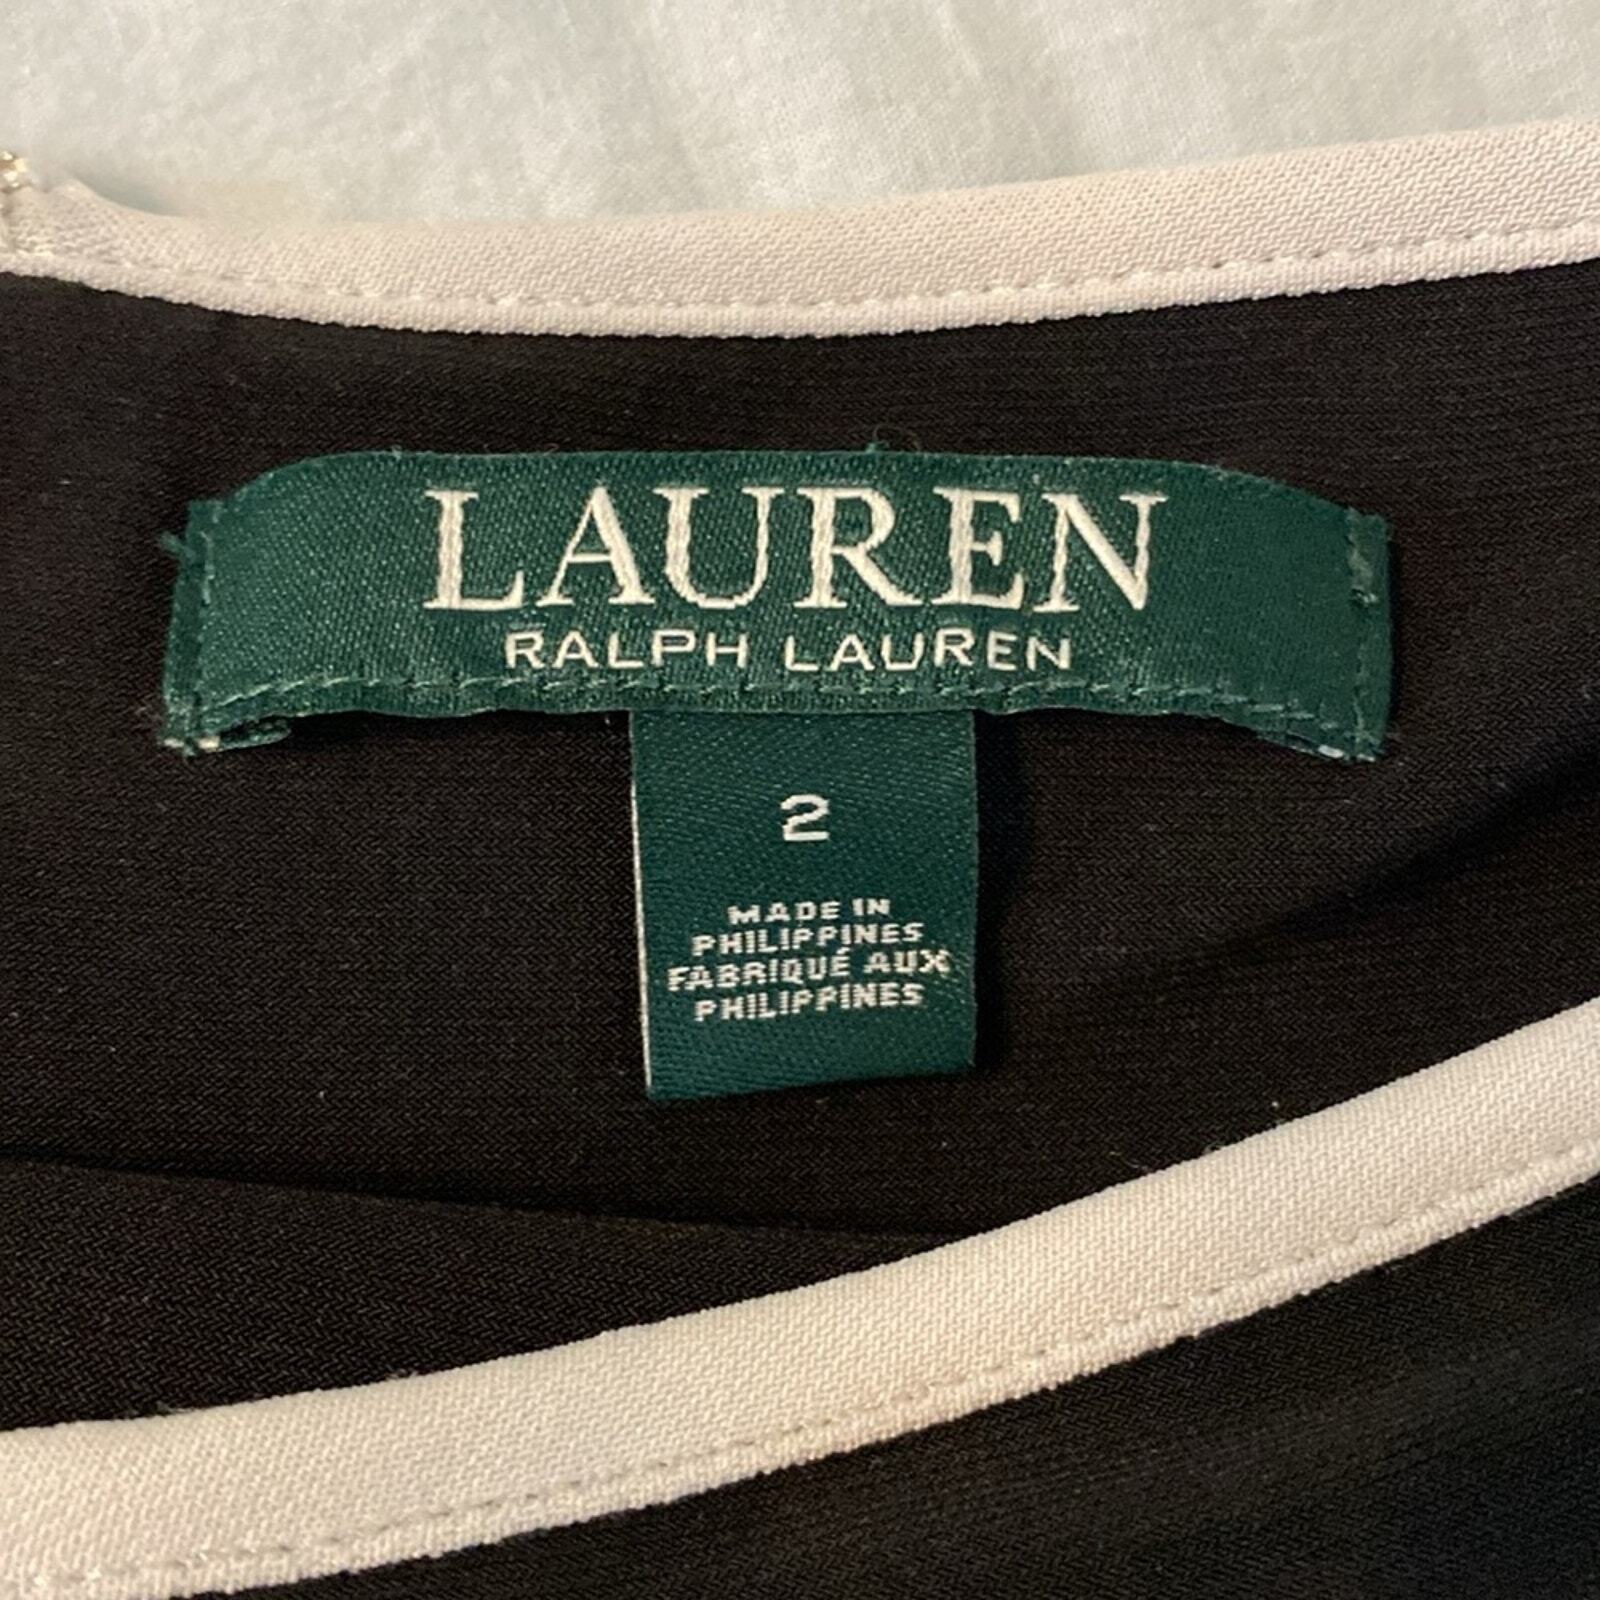 LAUREN
RALPH LAUREN
2
MADE IN
PHILIPPINES
FABRIQUÉ AUX
PHILIPPINES